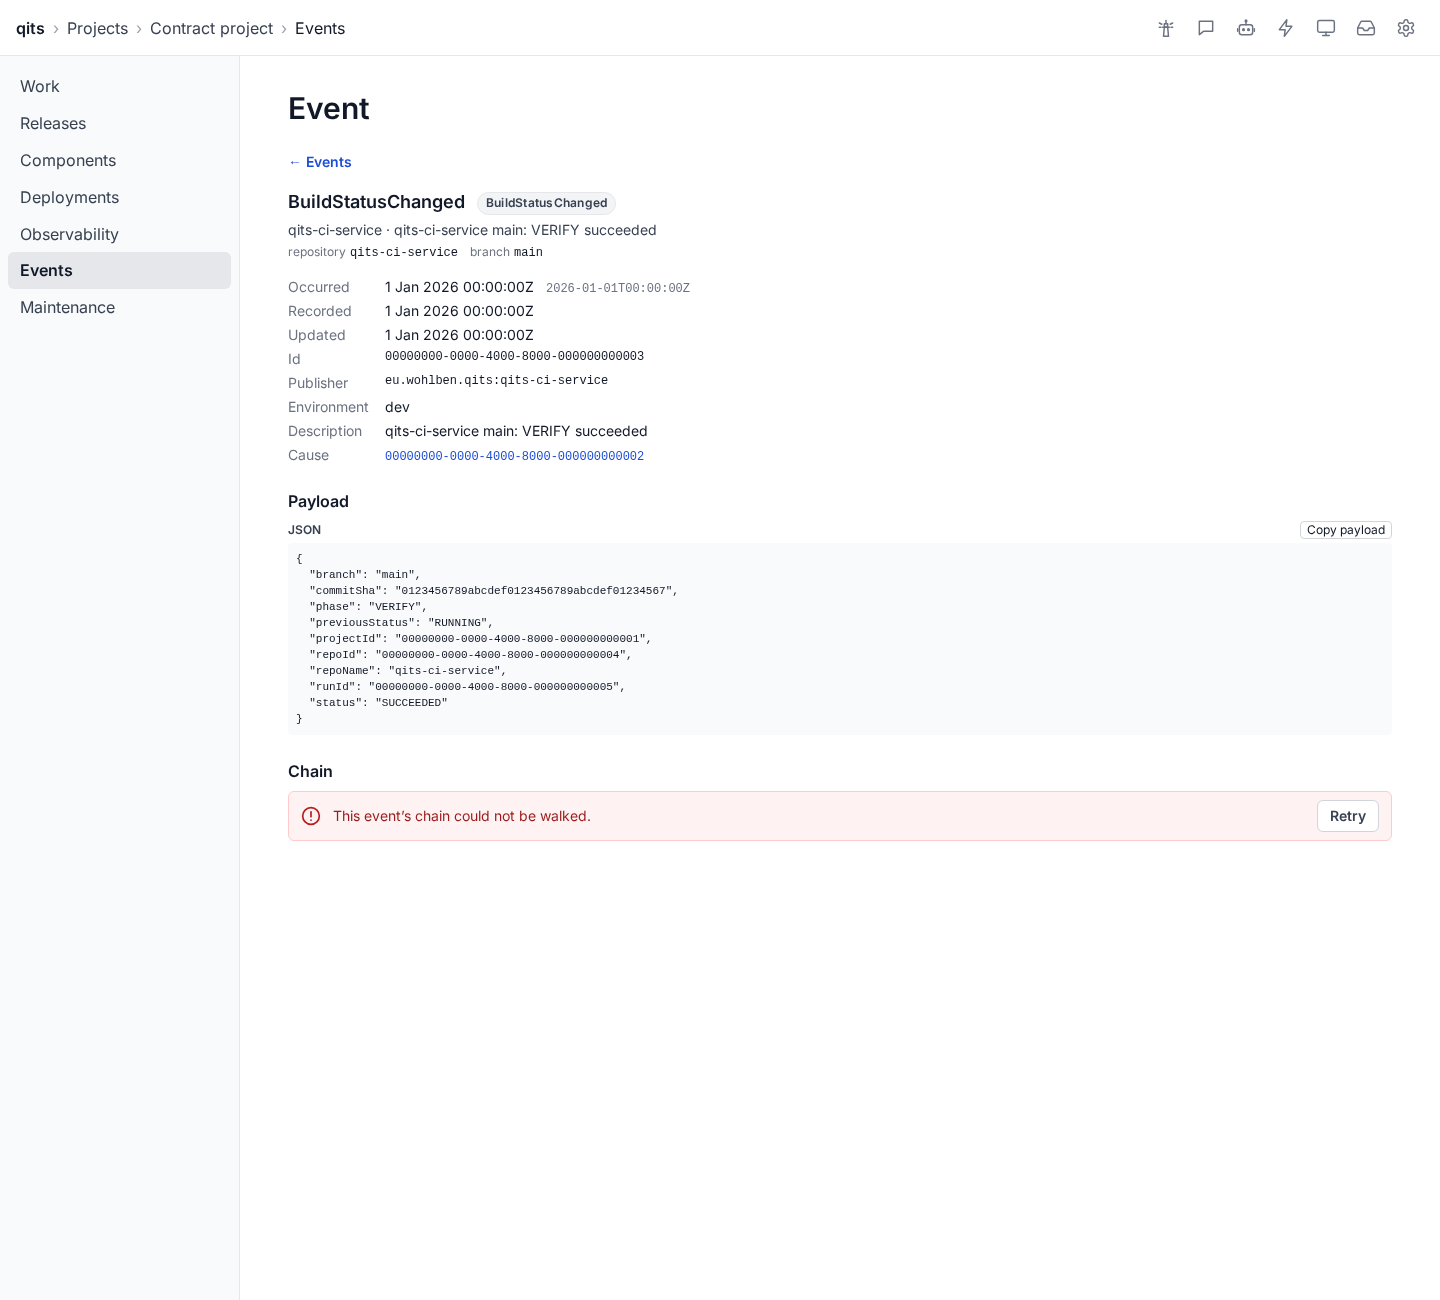 qits › Projects › Contract project › Events
Work
Releases
Components
Deployments
Observability
Events
Maintenance
Event
← Events
BuildStatusChanged BuildStatusChanged
qits-ci-service · qits-ci-service main: VERIFY succeeded
repository qits-ci-service branch main
Occurred 1 Jan 2026 00:00:00Z 2026-01-01T00:00:00Z
Recorded 1 Jan 2026 00:00:00Z
Updated 1 Jan 2026 00:00:00Z
Id 00000000-0000-4000-8000-000000000003
Publisher eu.wohlben.qits:qits-ci-service
Environment dev
Description qits-ci-service main: VERIFY succeeded
Cause 00000000-0000-4000-8000-000000000002
Payload
JSON Copy payload
{
"branch": "main",
"commitSha": "0123456789abcdef0123456789abcdef01234567",
"phase": "VERIFY",
"previousStatus": "RUNNING",
"projectId": "00000000-0000-4000-8000-000000000001",
"repoId": "00000000-0000-4000-8000-000000000004",
"repoName": "qits-ci-service",
"runId": "00000000-0000-4000-8000-000000000005",
"status": "SUCCEEDED"
}
Chain
This event’s chain could not be walked. Retry